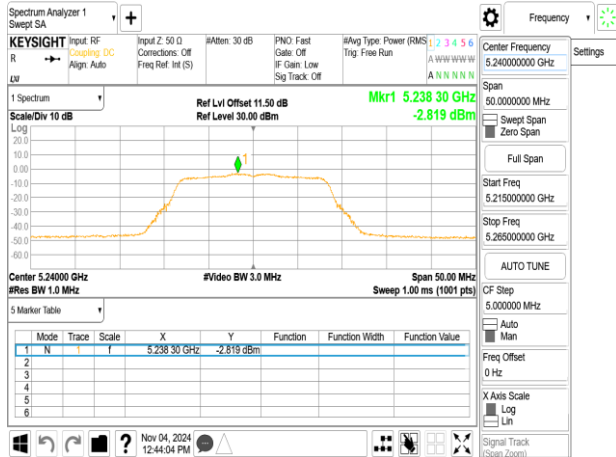 Spectrum Analyzer 1
Swept SA
Frequency
Settings
KEYSIGHT
R
LXI
Input: RF
Coupling: DC
Align: Auto
Input Z: 50 Ω
Corrections: Off
Freq Ref: Int (S)
#Atten: 30 dB
PNO: Fast
Gate: Off
IF Gain: Low
Sig Track: Off
#Avg Type: Power (RMS
Trig: Free Run
1 2 3 4 5 6
A W W W W W
A N N N N N
1 Spectrum
Scale/Div 10 dB
Log
Ref Lvl Offset 11.50 dB
Ref Level 30.00 dBm
Mkr1 5.238 30 GHz
-2.819 dBm
20.0
10.0
0.00
-10.0
-20.0
-30.0
-40.0
-50.0
-60.0
1
Center 5.24000 GHz
#Res BW 1.0 MHz
#Video BW 3.0 MHz
Span 50.00 MHz
Sweep 1.00 ms (1001 pts)
5 Marker Table
Mode Trace Scale X Y Function Function Width Function Value
1 N 1 f 5.238 30 GHz -2.819 dBm
2
3
4
5
6
Nov 04, 2024
12:44:04 PM
Center Frequency
5.240000000 GHz
Span
50.0000000 MHz
Swept Span
Zero Span
Full Span
Start Freq
5.215000000 GHz
Stop Freq
5.265000000 GHz
AUTO TUNE
CF Step
5.000000 MHz
Auto
Man
Freq Offset
0 Hz
X Axis Scale
Log
Lin
Signal Track
(Span Zoom)